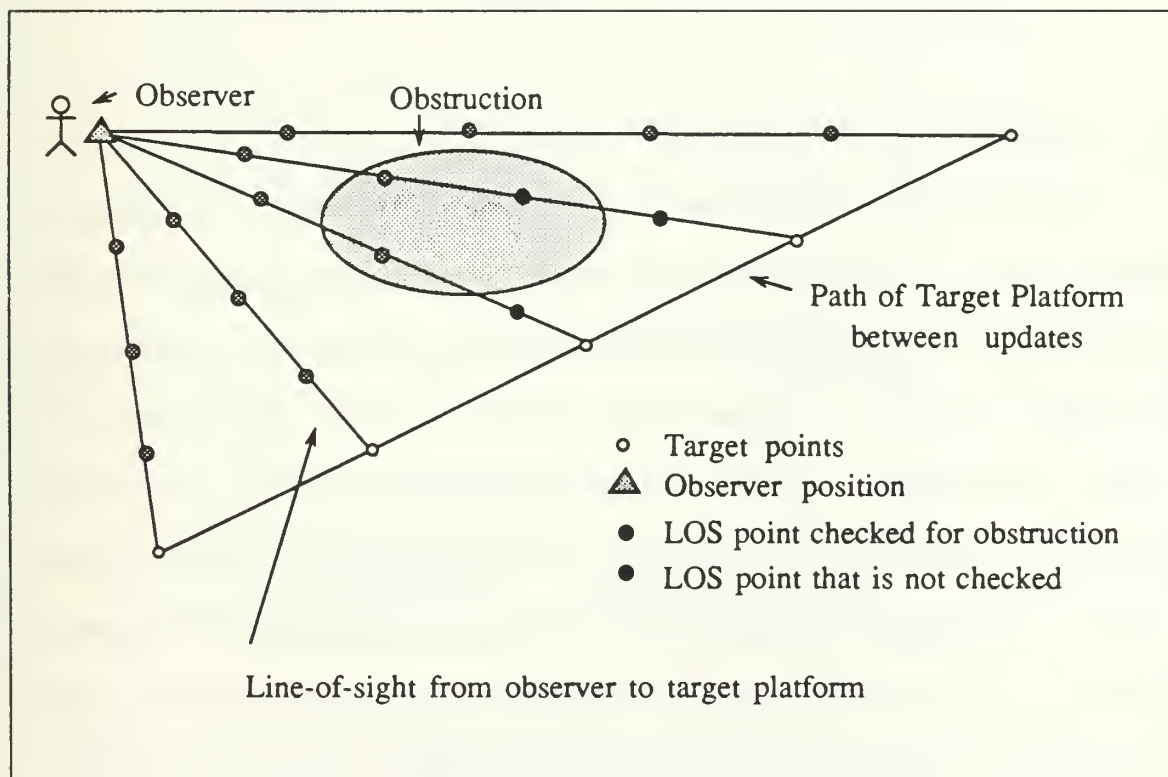 Observer
Obstruction
Path of Target Platform
between updates
Target points
Observer position
LOS point checked for obstruction
LOS point that is not checked
Line-of-sight from observer to target platform